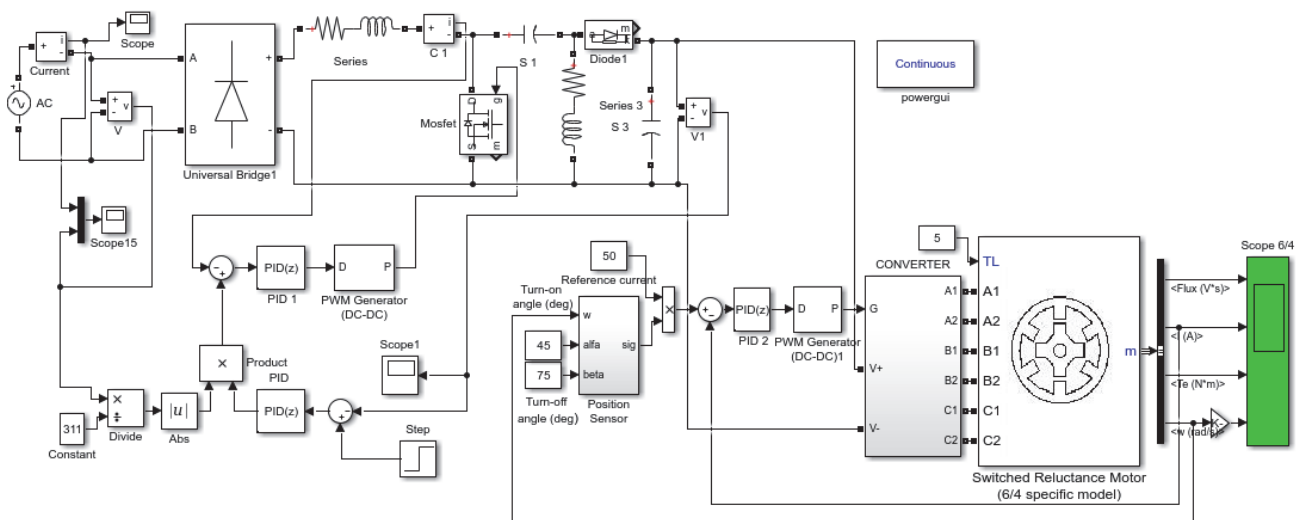 Scope
i
+
-
Current
AC
+
-
v
V
A
B
+
-
Universal Bridge1
Series
+
i
-
C 1
S 1
D
g
Mosfet
S
m
a
m
k
Diode1
Series 3
S 3
+
-
v
V1
Continuous
powergui
Scope15
-
+
PID(z)
PID 1
D
P
PWM Generator
(DC-DC)
50
Reference current
Turn-on
angle (deg)
45
75
Turn-off
angle (deg)
w
alfa
beta
sig
Position
Sensor
×
+
-
PID(z)
PID 2
D
P
PWM Generator
(DC-DC)1
CONVERTER
G
V+
V-
A1
A2
B1
B2
C1
C2
5
TL
A1
A2
B1
B2
C1
C2
m
Switched Reluctance Motor
(6/4 specific model)
<Flux (V*s)>
<I (A)>
<Te (N*m)>
<w (rad/s)>
K-
Scope 6/4
Scope1
×
Product
PID
PID(z)
+
-
Step
311
Constant
×
÷
Divide
|u|
Abs